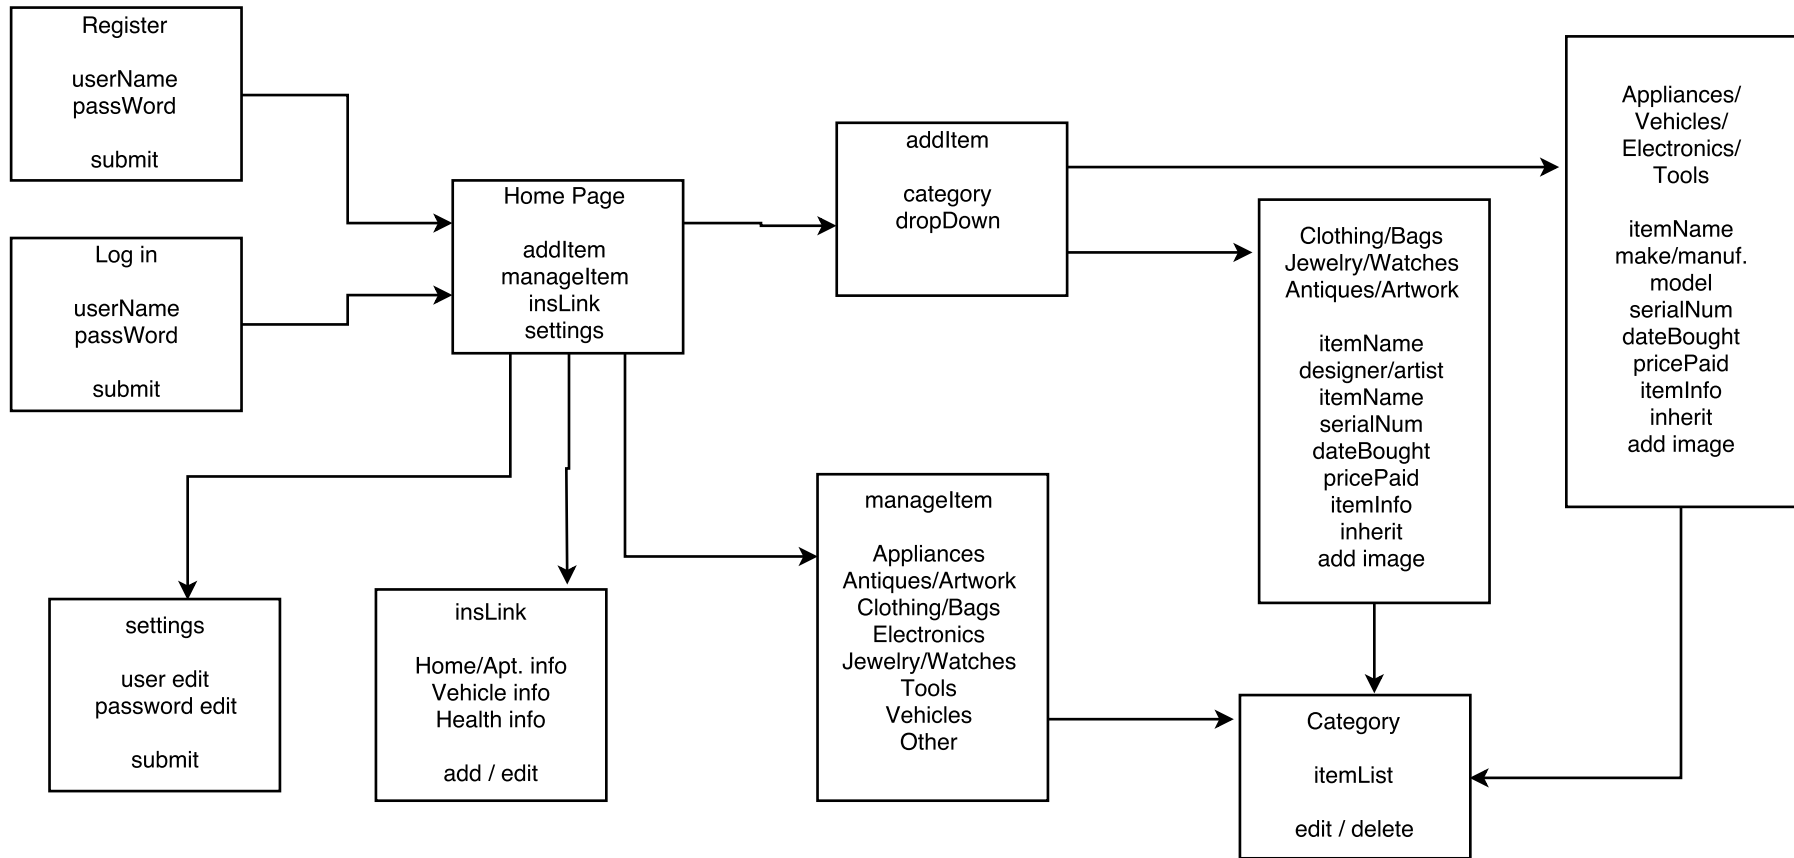 Register
userName
passWord
submit
Log in
userName
passWord
submit
Home Page
addItem
manageItem
insLink
settings
addItem
category
dropDown
Appliances/
Vehicles/
Electronics/
Tools
itemName
make/manuf.
model
serialNum
dateBought
pricePaid
itemInfo
inherit
add image
Clothing/Bags
Jewelry/Watches
Antiques/Artwork
itemName
designer/artist
itemName
serialNum
dateBought
pricePaid
itemInfo
inherit
add image
settings
user edit
password edit
submit
insLink
Home/Apt. info
Vehicle info
Health info
add / edit
manageItem
Appliances
Antiques/Artwork
Clothing/Bags
Electronics
Jewelry/Watches
Tools
Vehicles
Other
Category
itemList
edit / delete